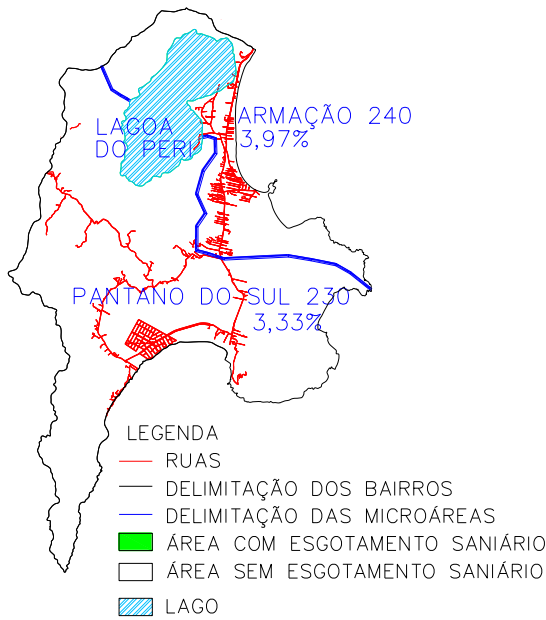 ARMAÇÃO 240
3,97%
LAGOA
DO PERI
PANTANO DO SUL 230
3,33%
LEGENDA
RUAS
DELIMITAÇÃO DOS BAIRROS
DELIMITAÇÃO DAS MICROÁREAS
ÁREA COM ESGOTAMENTO SANIÁRIO
ÁREA SEM ESGOTAMENTO SANIÁRIO
LAGO